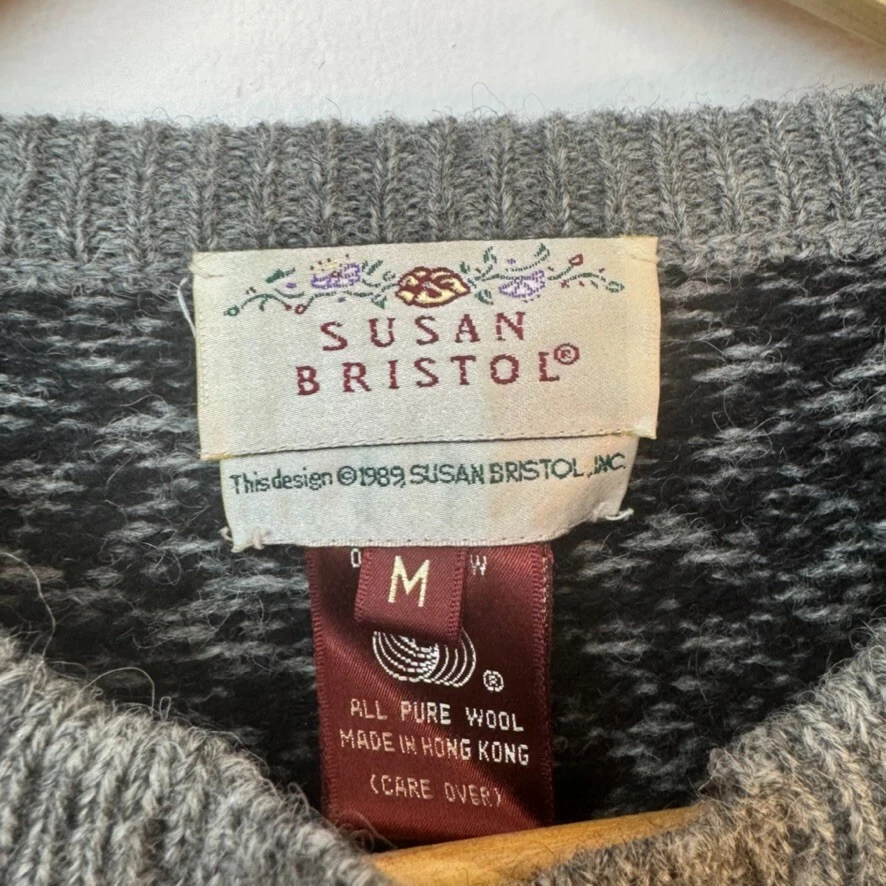 SUSAN
BRISTOL®
This design ©1989, SUSAN BRISTOL, INC.
M
®
ALL PURE WOOL
MADE IN HONG KONG
(CARE OVER)